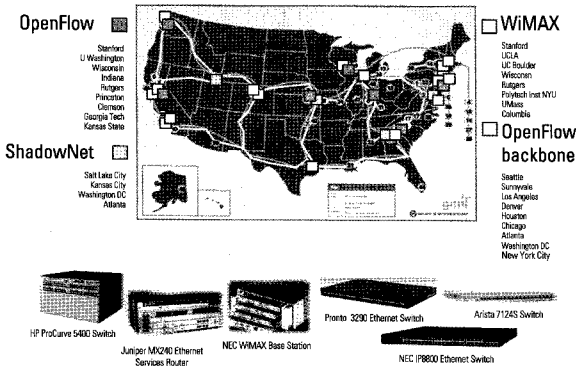 OpenFlow
Stanford
U Washington
Wisconsin
Indiana
Rutgers
Princeton
Clemson
Georgia Tech
Kansas State
ShadowNet
Salt Lake City
Kansas City
Washington DC
Atlanta
WiMAX
Stanford
UCLA
UC Boulder
Wisconsin
Rutgers
Polytech Inst NYU
UMass
Columbia
OpenFlow
backbone
Seattle
Sunnyvale
Los Angeles
Denver
Houston
Chicago
Atlanta
Washington DC
New York City
HP ProCurve 5400 Switch
Juniper MX240 Ethernet
Services Router
NEC WiMAX Base Station
Pronto 3290 Ethernet Switch
Arista 7124S Switch
NEC IP8800 Ethernet Switch